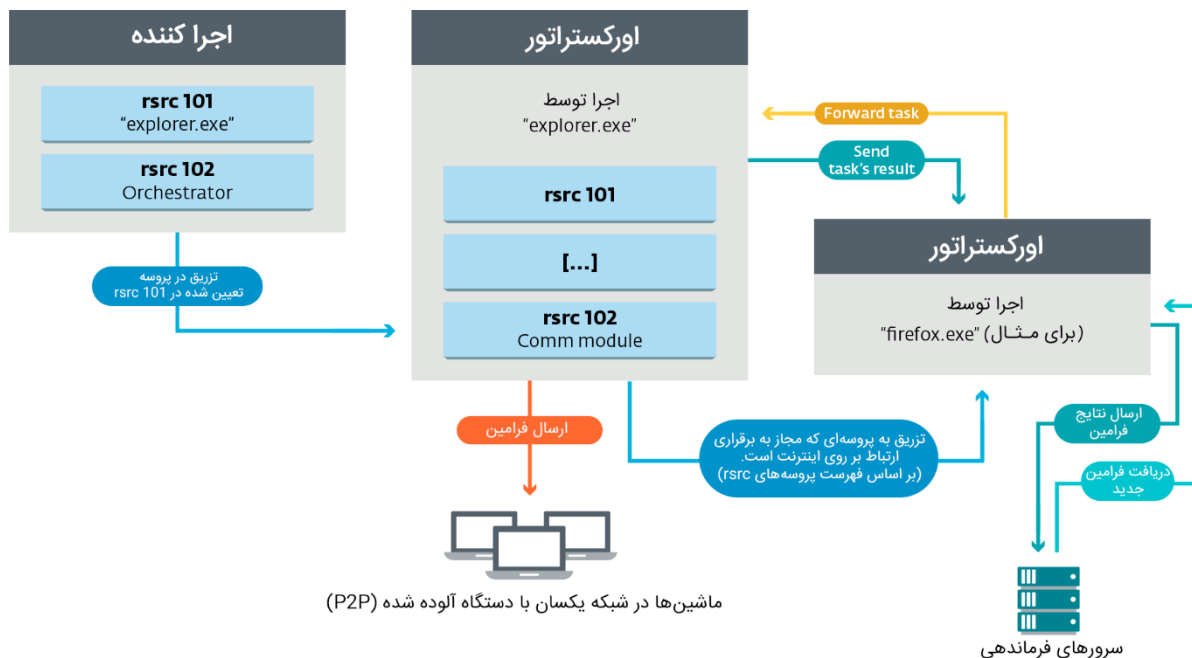 اجرا کننده
rsrc 101
“explorer.exe”
rsrc 102
Orchestrator
تزریق در پروسه
تعیین شده در rsrc 101
اورکستراتور
اجرا توسط
“explorer.exe”
rsrc 101
[...]
rsrc 102
Comm module
Forward task
Send
task's result
اورکستراتور
اجرا توسط
(برای مـثـال) “firefox.exe”
ارسال فرامین
تزریق به پروسه‌ای که مجاز به برقراری
ارتباط بر روی اینترنت است.
(بر اساس فهرست پروسه‌های rsrc)
ارسال نتایج
فرامین
دریافت فرامین
جدید
ماشین‌ها در شبکه یکسان با دستگاه آلوده شده (P2P)
سرورهای فرماندهی